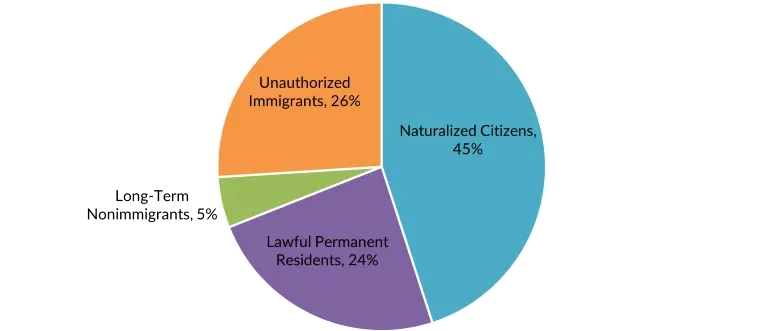 Unauthorized
Immigrants, 26%
Naturalized Citizens,
45%
Long-Term
Nonimmigrants, 5%
Lawful Permanent
Residents, 24%